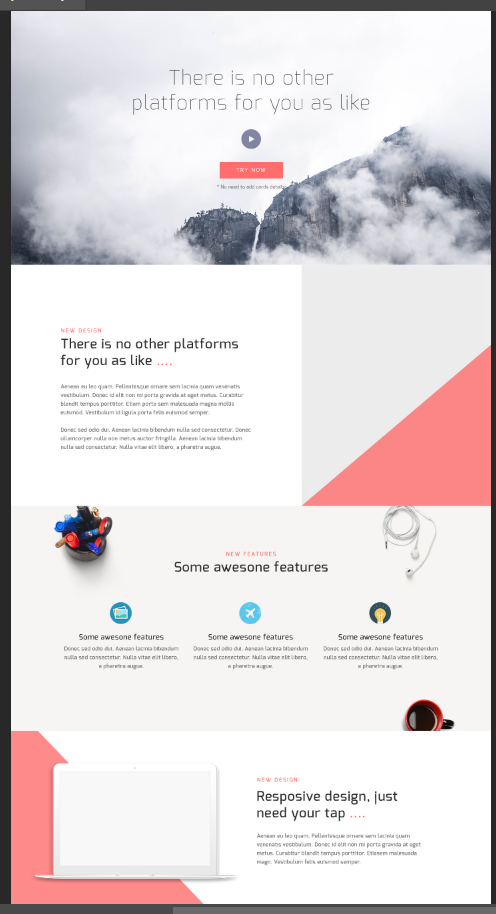 There is no other
platforms for you as like
TRY NOW
* No need to add cards details
NEW DESIGN
There is no other platforms
for you as like ....
Aenean eu leo quam. Pellentesque ornare sem lacinia quam venenatis
vestibulum. Donec id elit non mi porta gravida at eget metus. Curabitur
blandit tempus porttitor. Etiam porta sem malesuada magna mollis
euismod. Vestibulum id ligula porta felis euismod semper.
Donec sed odio dui. Aenean lacinia bibendum nulla sed consectetur. Donec
ullamcorper nulla non metus auctor fringilla. Aenean lacinia bibendum
nulla sed consectetur. Nulla vitae elit libero, a pharetra augue.
NEW FEATURES
Some awesome features
Some awesone features
Donec sed odio dui. Aenean lacinia bibendum
nulla sed consectetur. Nulla vitae elit libero,
a pharetra augue.
Some awesone features
Donec sed odio dui. Aenean lacinia bibendum
nulla sed consectetur. Nulla vitae elit libero,
a pharetra augue.
Some awesone features
Donec sed odio dui. Aenean lacinia bibendum
nulla sed consectetur. Nulla vitae elit libero,
a pharetra augue.
NEW DESIGN
Resposive design, just
need your tap ....
Aenean eu leo quam. Pellentesque ornare sem lacinia quam
venenatis vestibulum. Donec id elit non mi porta gravida at eget
metus. Curabitur blandit tempus porttitor. Etiasem malesuada
magn. Vestibulum felis euismod semper.